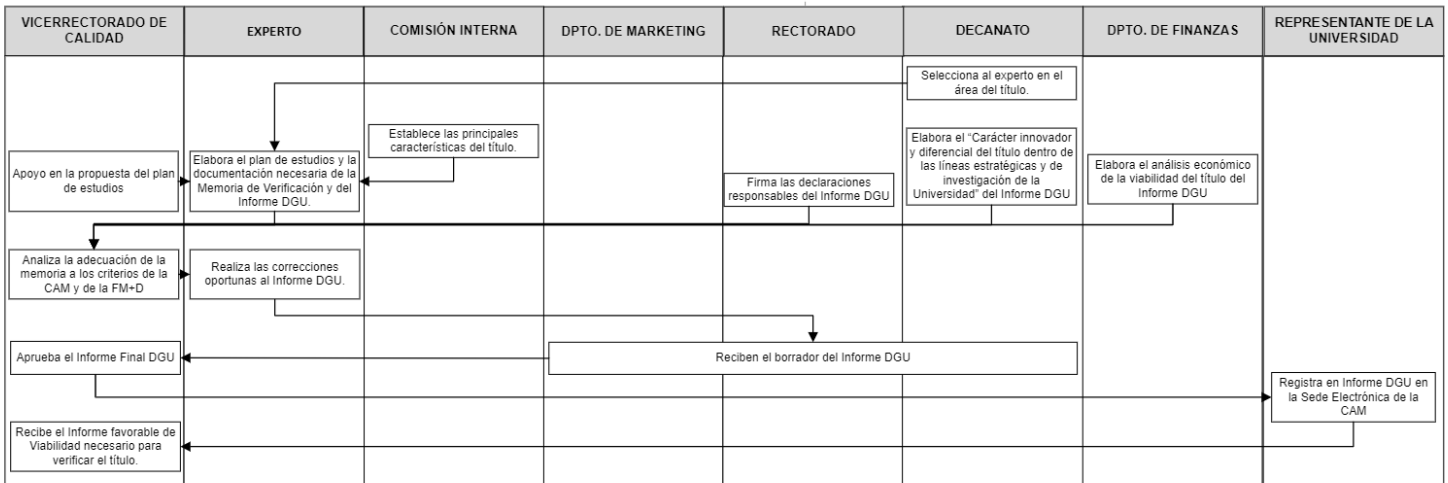 VICERRECTORADO DE
CALIDAD
EXPERTO
COMISIÓN INTERNA
DPTO. DE MARKETING
RECTORADO
DECANATO
DPTO. DE FINANZAS
REPRESENTANTE DE LA
UNIVERSIDAD
Selecciona al experto en el
área del título.
Establece las principales
características del título.
Apoyo en la propuesta del plan
de estudios
Elabora el plan de estudios y la
documentación necesaria de la
Memoria de Verificación y del
Informe DGU.
Firma las declaraciones
responsables del Informe DGU
Elabora el “Carácter innovador
y diferencial del título dentro de
las líneas estratégicas y de
investigación de la
Universidad” del Informe DGU
Elabora el análisis económico
de la viabilidad del título del
Informe DGU
Analiza la adecuación de la
memoria a los criterios de la
CAM y de la FM+D
Realiza las correcciones
oportunas al Informe DGU.
Aprueba el Informe Final DGU
Reciben el borrador del Informe DGU
Registra en Informe DGU en
la Sede Electrónica de la
CAM
Recibe el Informe favorable de
Viabilidad necesario para
verificar el título.